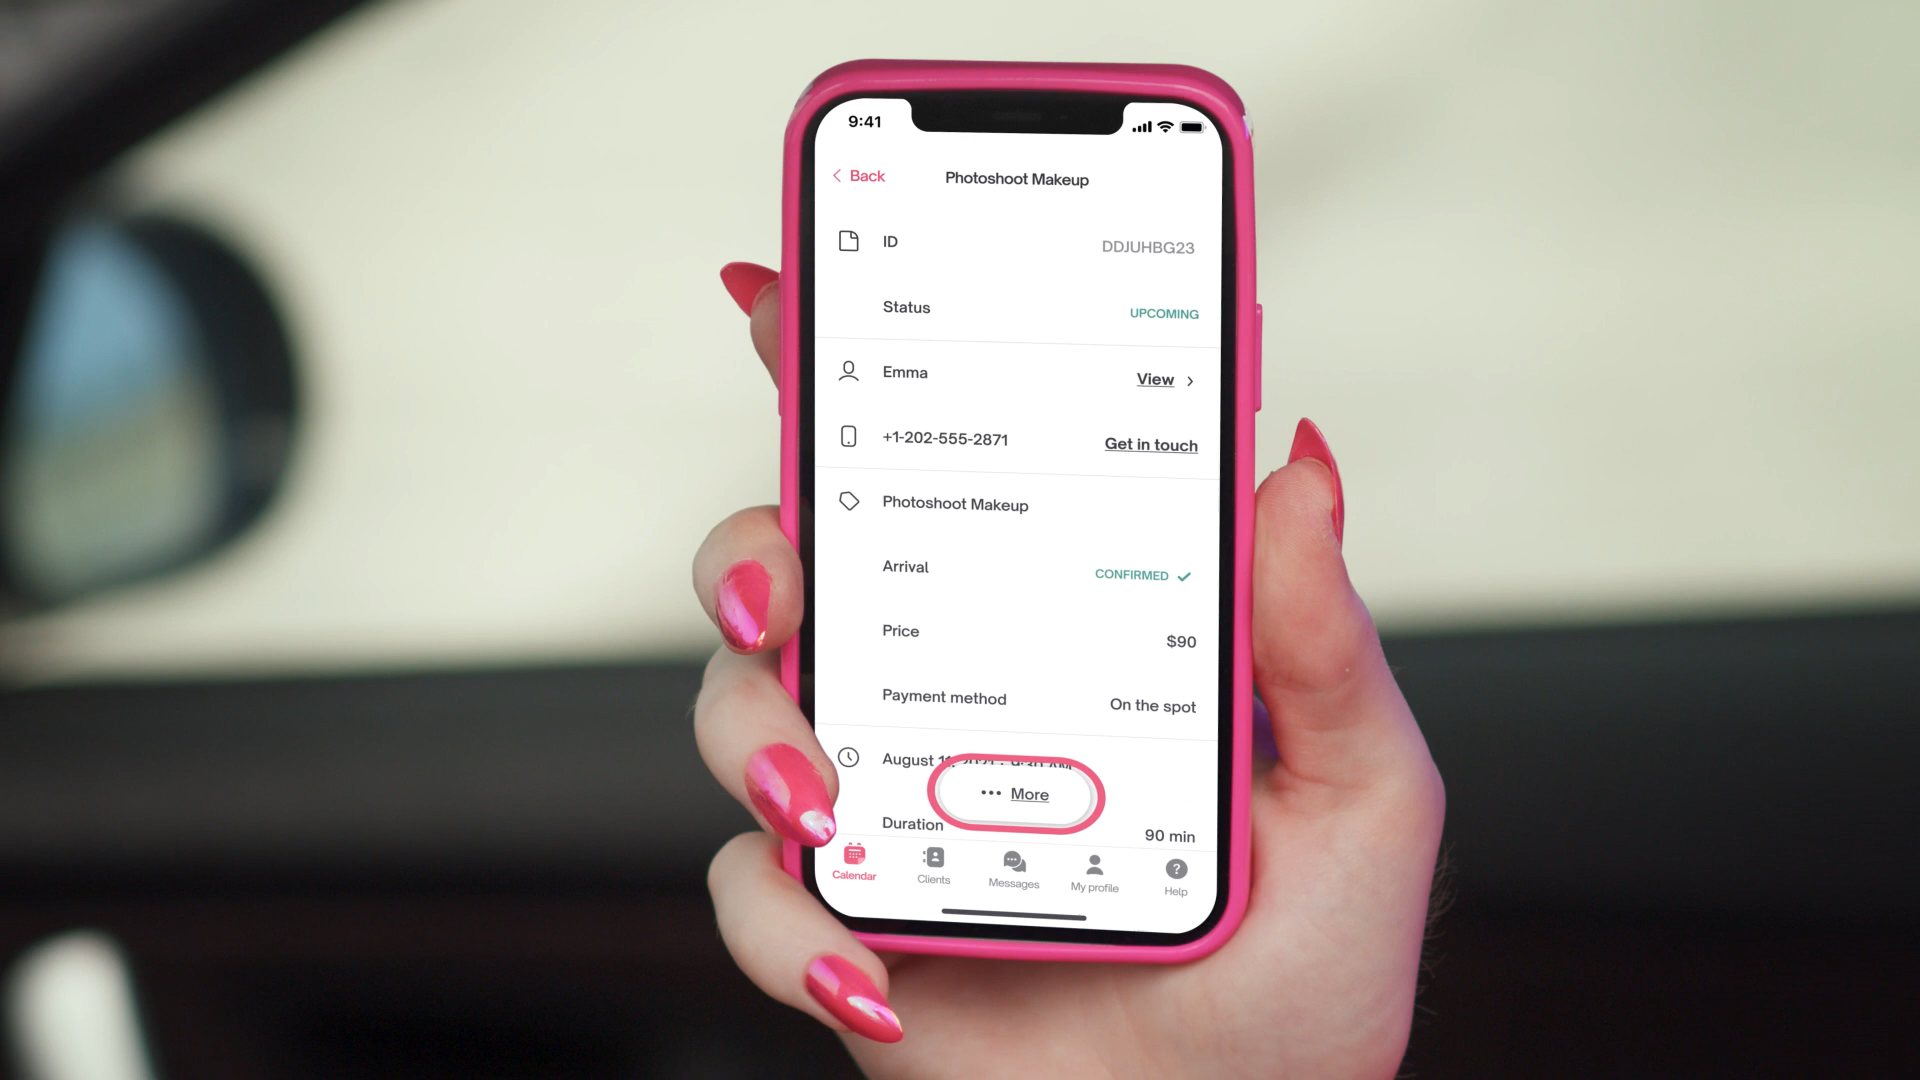 9:41
Back
Photoshoot Makeup
ID
DDJUHBG23
Status
UPCOMING
Emma
View
+1-202-555-2871
Get in touch
Photoshoot Makeup
Arrival
CONFIRMED
Price
$90
Payment method
On the spot
August
More
Duration
90 min
Calendar
Clients
Messages
My profile
Help